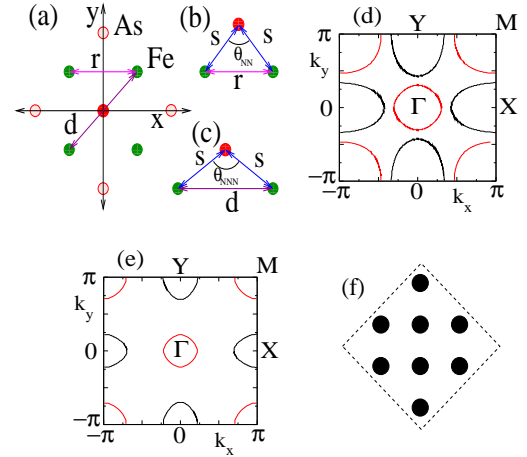 (a) y As
Fe
r
d
x
(b)
s θNN s
r
(c)
s s
θNNN
d
(d) Y M
π
ky
0 Γ X
−π
−π 0 kx π
(e) Y M
π
ky
0 Γ X
−π
−π 0 kx π
(f)